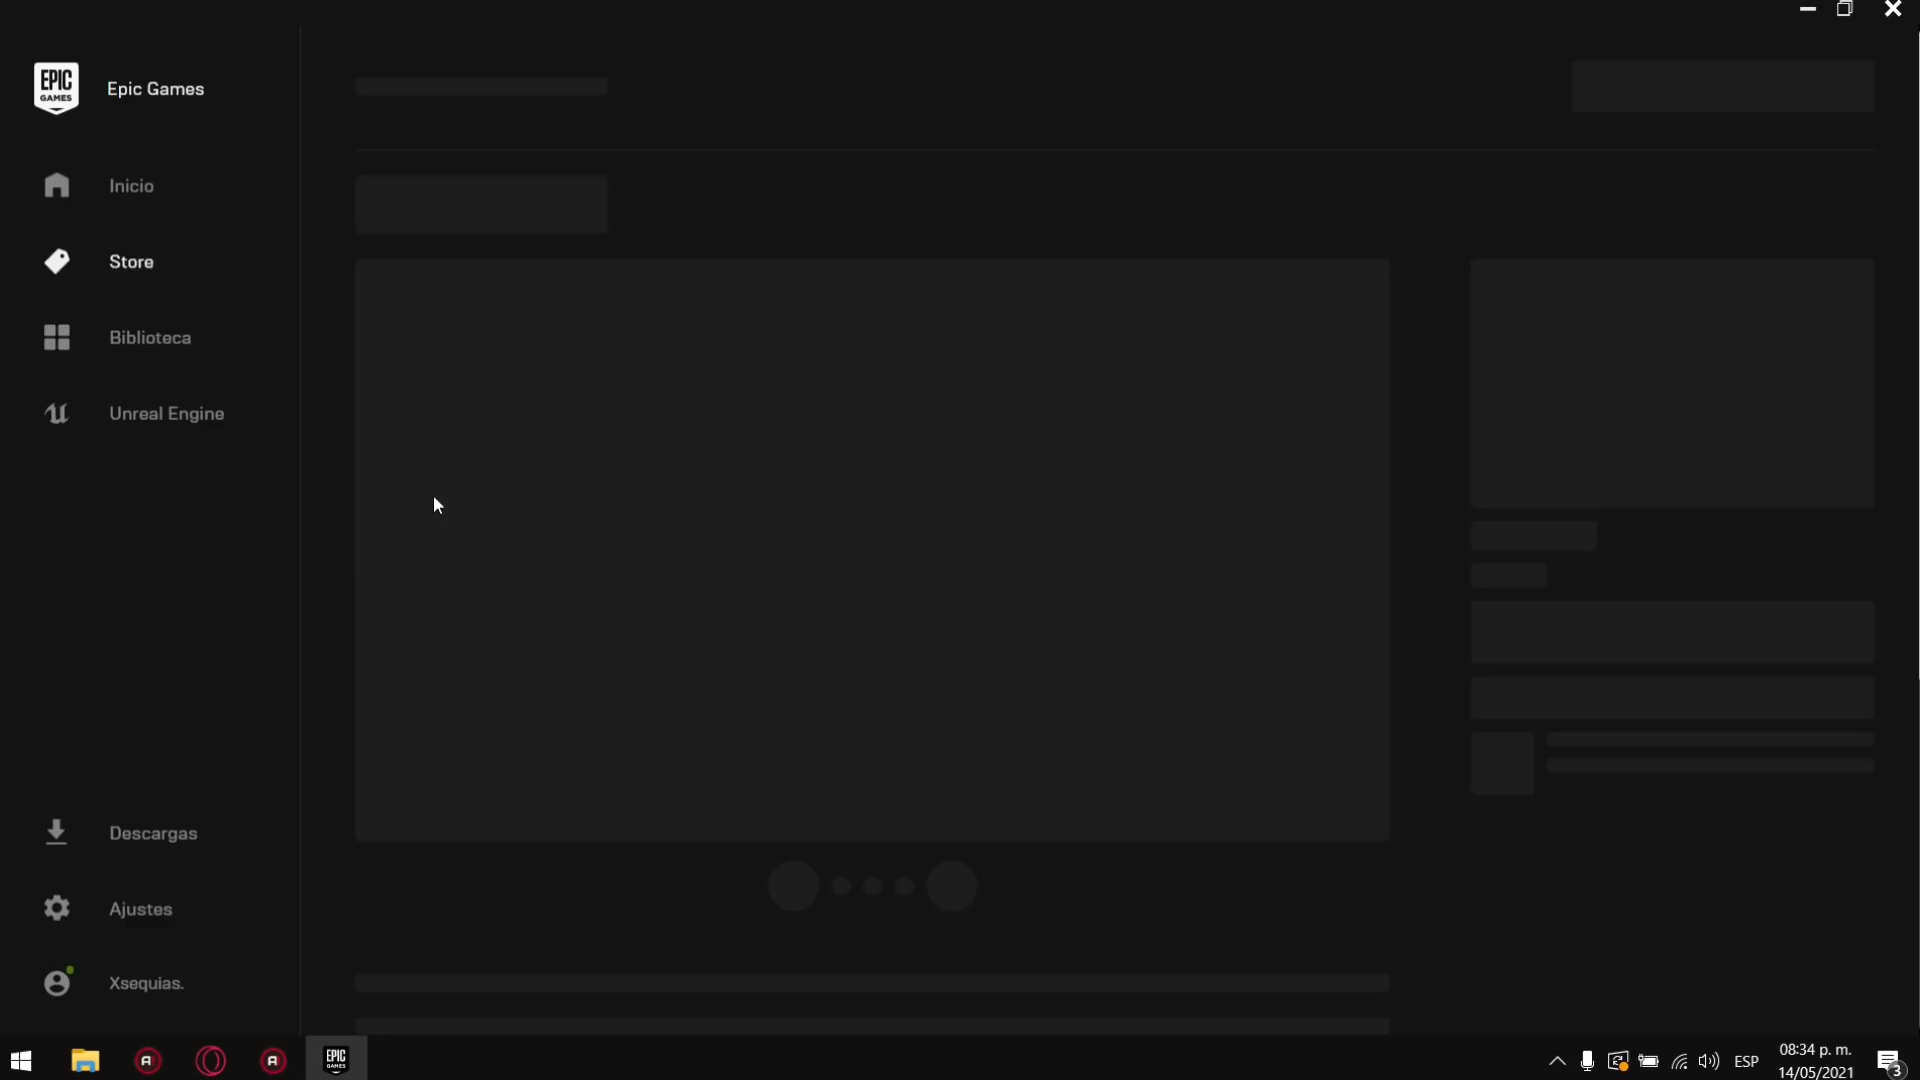 EPIC
GAMES
Epic Games
Inicio
Store
Biblioteca
Unreal Engine
Descargas
Ajustes
Xsequias.
A
A
EPIC
GAMES
ESP
08:34 p. m.
14/05/2021
3